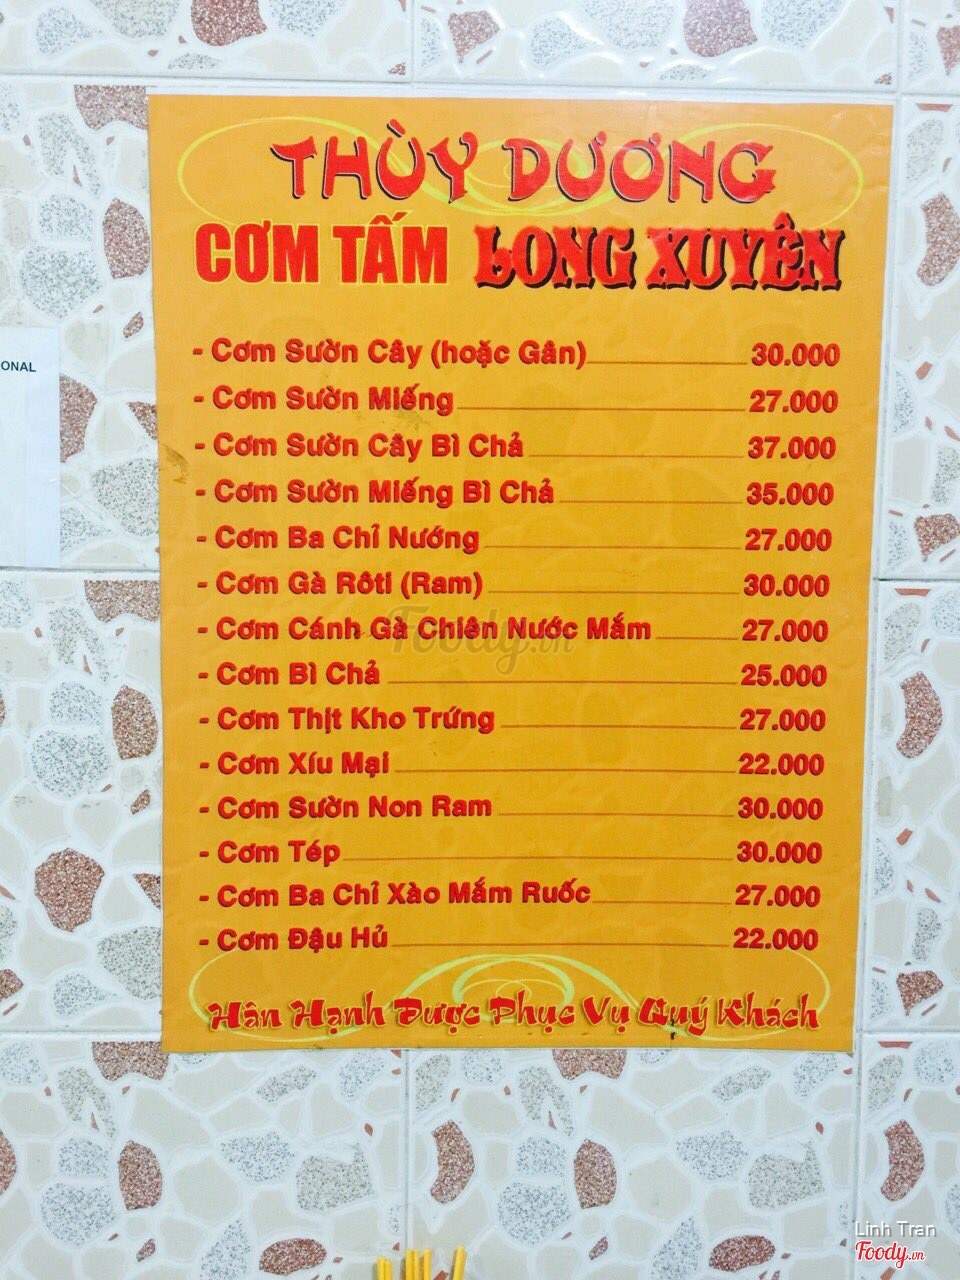 THÙY DƯƠNG
CƠM TẤM LONG XUYÊN
ONAL
- Cơm Sườn Cây (hoặc Gân) 30.000
- Cơm Sườn Miếng 27.000
- Cơm Sườn Cây Bì Chả 37.000
- Cơm Sườn Miếng Bì Chả 35.000
- Cơm Ba Chỉ Nướng 27.000
- Cơm Gà Rôti (Ram) 30.000
- Cơm Cánh Gà Chiên Nước Mắm 27.000
Foody.vn
- Cơm Bì Chả 25.000
- Cơm Thịt Kho Trứng 27.000
- Cơm Xíu Mại 22.000
- Cơm Sườn Non Ram 30.000
- Cơm Tép 30.000
- Cơm Ba Chỉ Xào Mắm Ruốc 27.000
- Cơm Đậu Hủ 22.000
Hân Hạnh Được Phục Vụ Quý Khách
Linh Tran
Foody.vn